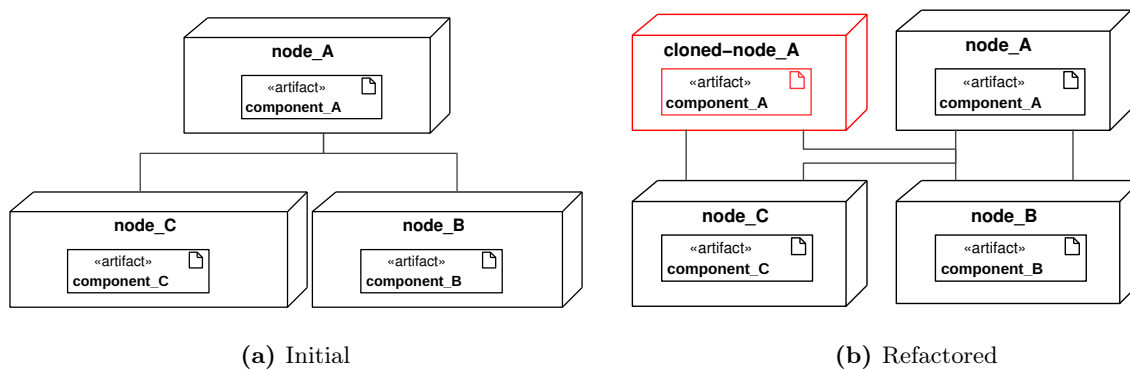 node_A
«artifact»
component_A
node_C
«artifact»
component_C
node_B
«artifact»
component_B
(a) Initial
cloned–node_A
«artifact»
component_A
node_A
«artifact»
component_A
node_C
«artifact»
component_C
node_B
«artifact»
component_B
(b) Refactored